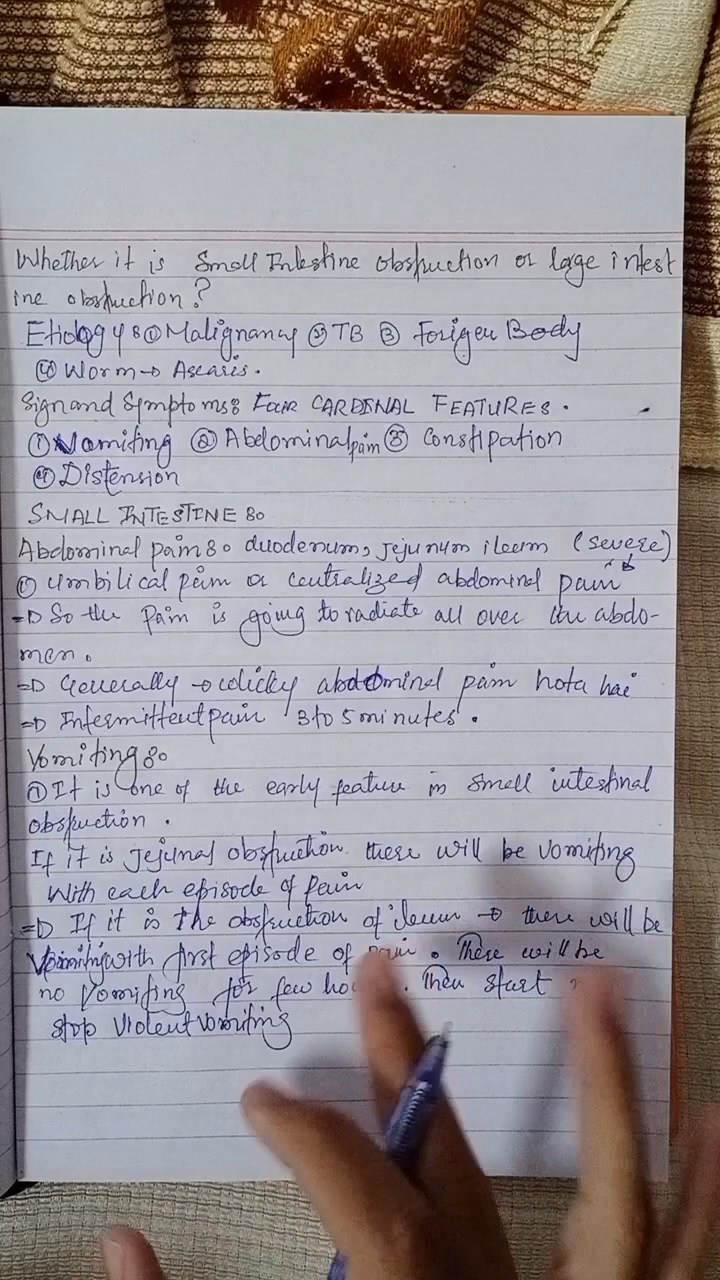 Whether it is Small Intestine obstruction or large intest
ine obstruction?
Etiology 8 ① Malignancy ② TB ③ Forigeu Body
④ Worm → Ascaris.
Sign and Symptoms: FOUR CARDINAL FEATURES.
① Vomiting ② Abdominal pain ③ Constipation
④ Distension
SMALL INTESTINE :
Abdominal pain: duodenum, jejunum ileum (severe)
① umbilical pain or centralized abdominal pain
⇒ So the pain is going to radiate all over the abdo-
men.
⇒ Generally → colicky abdominal pain hota hai
⇒ Intermittent pain 3 to 5 minutes.
Vomiting :
① It is one of the early feature in small intestinal
obstruction.
If it is Jejunal obstruction there will be vomiting
with each episode of pain
⇒ If it is the obstruction of ileum → there will be
Vomiting with first episode of pain. There will be
no vomiting for few . Then start
stop violent vomiting